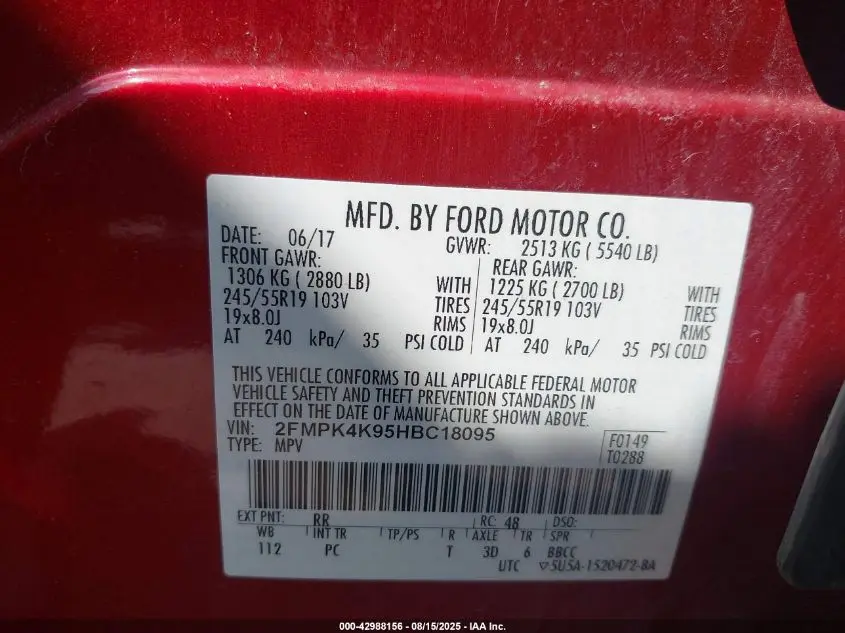 MFD. BY FORD MOTOR CO.
DATE: 06/17 GVWR: 2513 KG ( 5540 LB)
FRONT GAWR: REAR GAWR:
1306 KG ( 2880 LB) WITH 1225 KG ( 2700 LB) WITH
245/55R19 103V TIRES 245/55R19 103V TIRES
19x8.0J RIMS 19x8.0J RIMS
AT 240 kPa/ 35 PSI COLD AT 240 kPa/ 35 PSI COLD
THIS VEHICLE CONFORMS TO ALL APPLICABLE FEDERAL MOTOR
VEHICLE SAFETY AND THEFT PREVENTION STANDARDS IN
EFFECT ON THE DATE OF MANUFACTURE SHOWN ABOVE.
VIN: 2FMPK4K95HBC18095 F0149
TYPE: MPV T0288
EXT PNT: RR RC: 48 DSO:
WB INT TR TP/PS R AXLE TR SPR
112 PC T 3D 6 BBCC
UTC ▽5U5A-1520472-BA
000-42988156 - 08/15/2025 - IAA Inc.